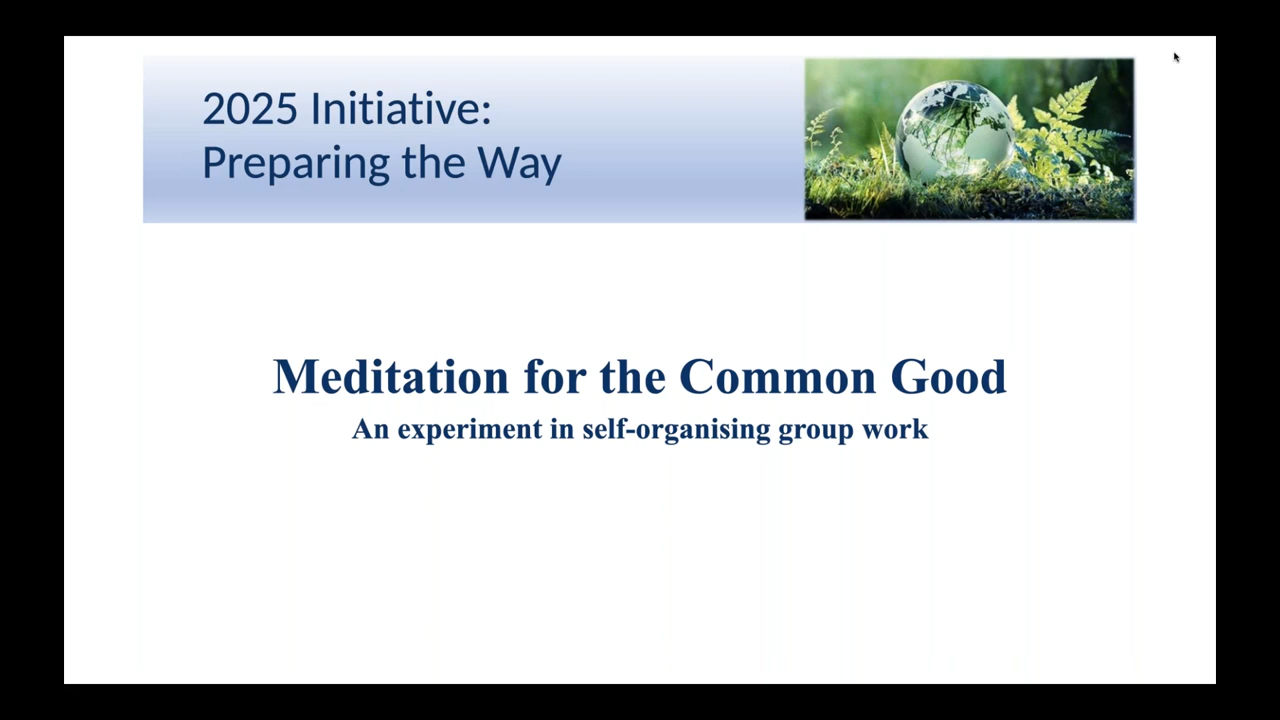 2025 Initiative:
Preparing the Way
Meditation for the Common Good
An experiment in self-organising group work